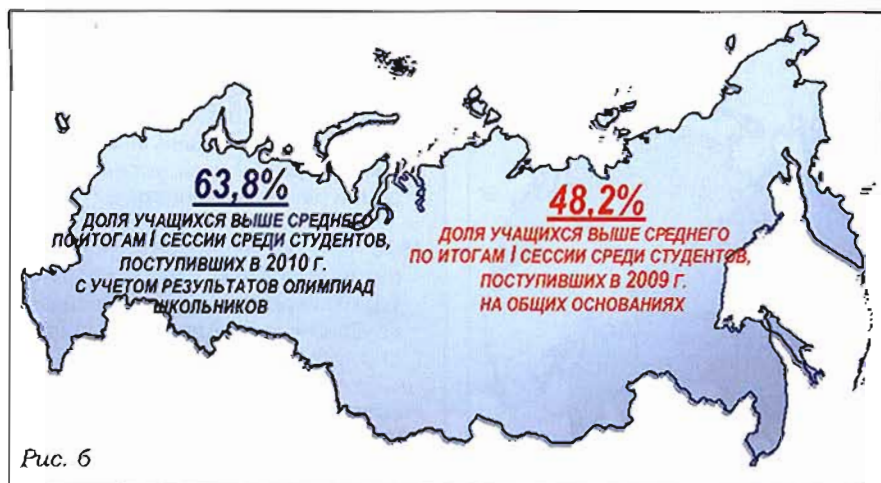 63,8%
ДОЛЯ УЧАЩИХСЯ ВЫШЕ СРЕДНЕГО
ПО ИТОГАМ I СЕССИИ СРЕДИ СТУДЕНТОВ,
ПОСТУПИВШИХ В 2010 Г.
С УЧЕТОМ РЕЗУЛЬТАТОВ ОЛИМПИАД
ШКОЛЬНИКОВ
48,2%
ДОЛЯ УЧАЩИХСЯ ВЫШЕ СРЕДНЕГО
ПО ИТОГАМ I СЕССИИ СРЕДИ СТУДЕНТОВ,
ПОСТУПИВШИХ В 2009 Г.
НА ОБЩИХ ОСНОВАНИЯХ
Рис. 6